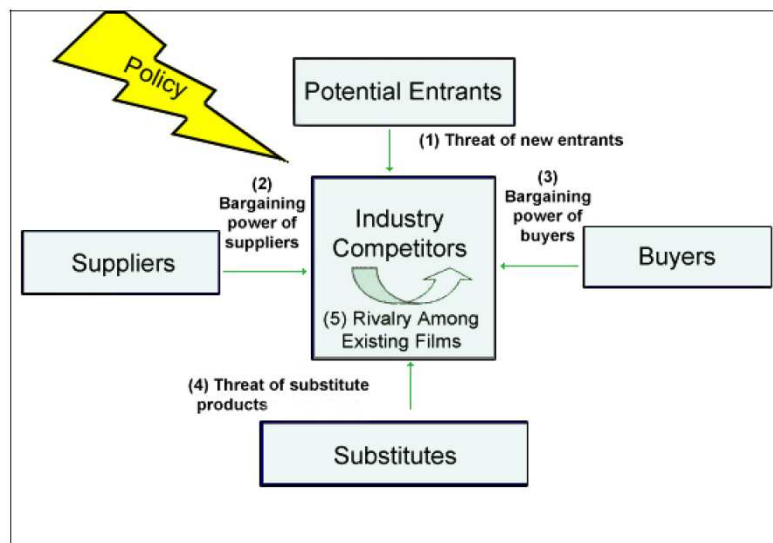 Policy
Potential Entrants
(1) Threat of new entrants
(2)
Bargaining
power of
suppliers
(3)
Bargaining
power of
buyers
Suppliers
Industry
Competitors
Buyers
(5) Rivalry Among
Existing Films
(4) Threat of substitute
products
Substitutes